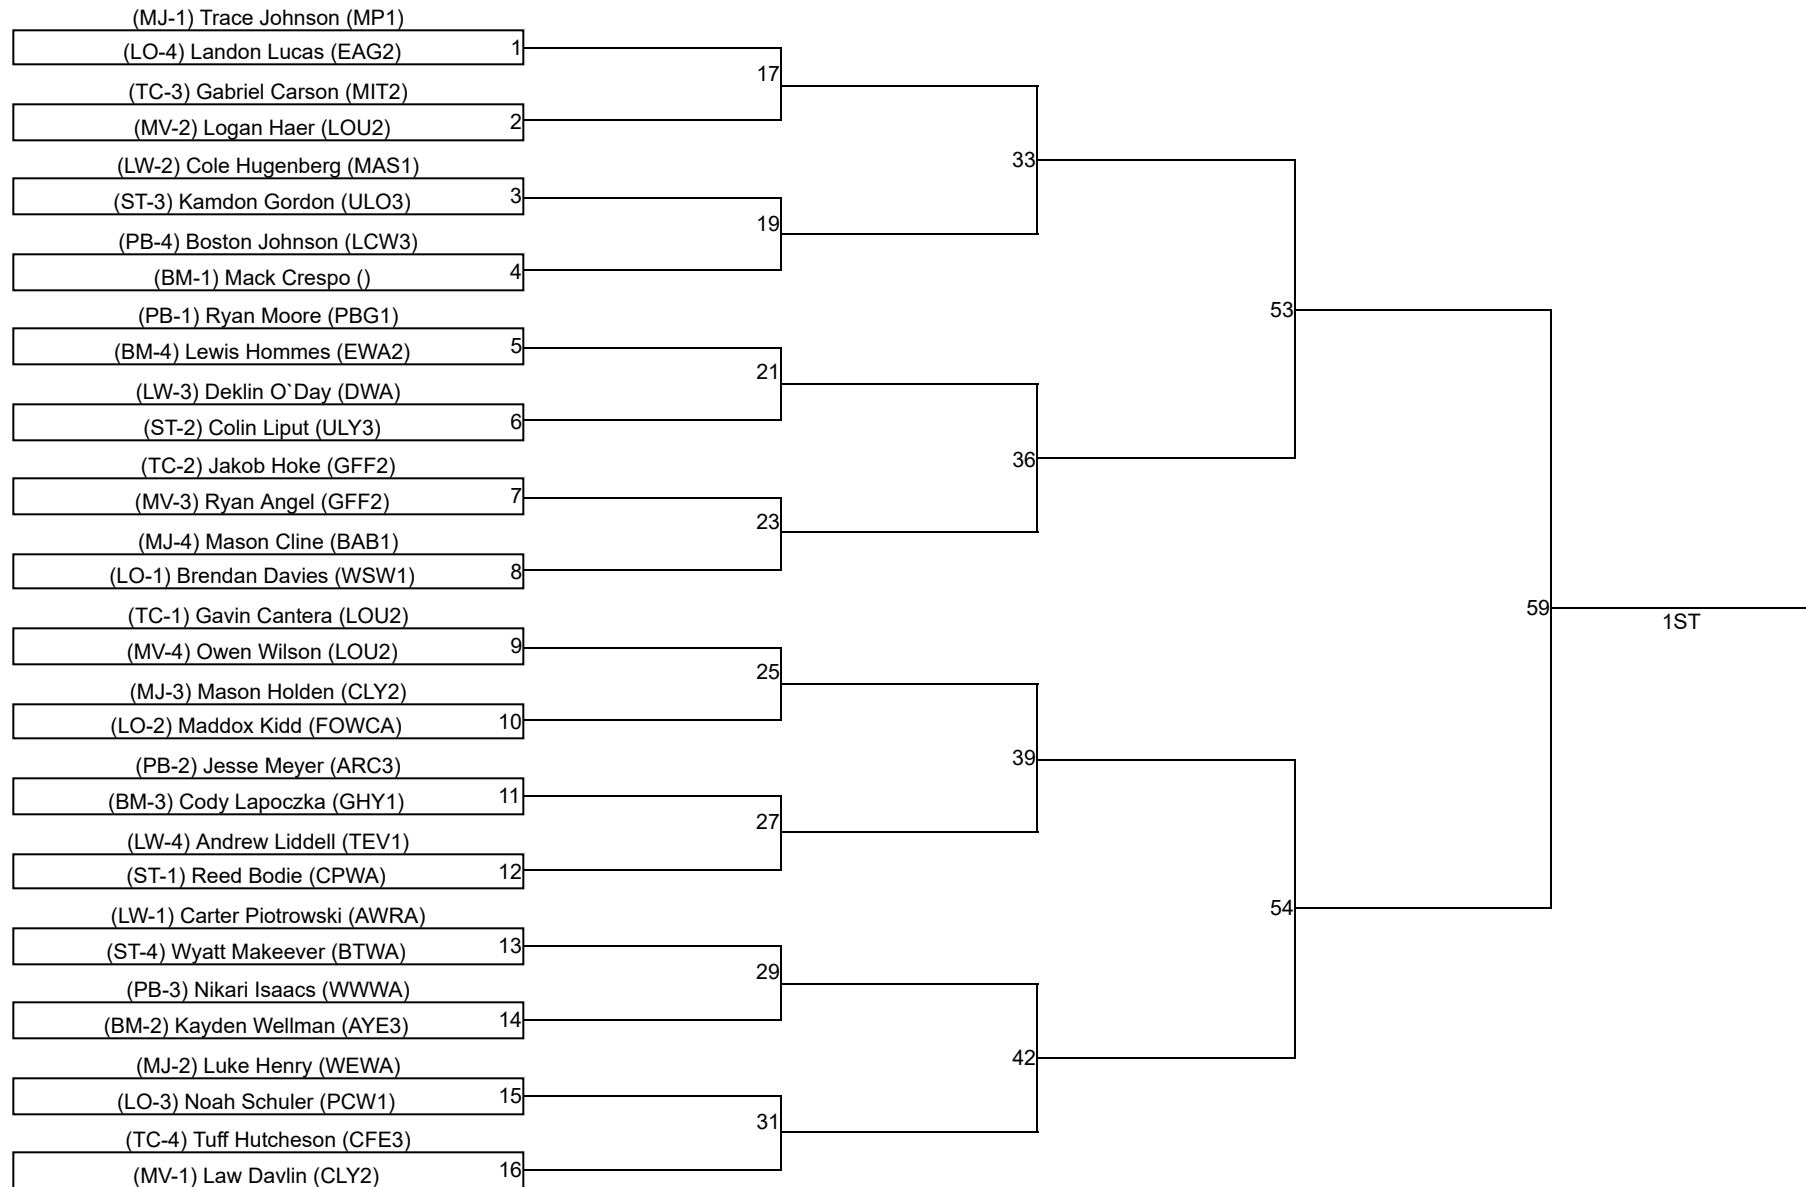 (MJ-1) Trace Johnson (MP1)
(LO-4) Landon Lucas (EAG2) 1
17
(TC-3) Gabriel Carson (MIT2)
(MV-2) Logan Haer (LOU2) 2
33
(LW-2) Cole Hugenberg (MAS1)
(ST-3) Kamdon Gordon (ULO3) 3
19
(PB-4) Boston Johnson (LCW3)
(BM-1) Mack Crespo () 4
53
(PB-1) Ryan Moore (PBG1)
(BM-4) Lewis Hommes (EWA2) 5
21
(LW-3) Deklin O`Day (DWA)
(ST-2) Colin Liput (ULY3) 6
36
(TC-2) Jakob Hoke (GFF2)
(MV-3) Ryan Angel (GFF2) 7
23
(MJ-4) Mason Cline (BAB1)
(LO-1) Brendan Davies (WSW1) 8
59
1ST
(TC-1) Gavin Cantera (LOU2)
(MV-4) Owen Wilson (LOU2) 9
25
(MJ-3) Mason Holden (CLY2)
(LO-2) Maddox Kidd (FOWCA) 10
39
(PB-2) Jesse Meyer (ARC3)
(BM-3) Cody Lapoczka (GHY1) 11
27
(LW-4) Andrew Liddell (TEV1)
(ST-1) Reed Bodie (CPWA) 12
54
(LW-1) Carter Piotrowski (AWRA)
(ST-4) Wyatt Makeever (BTWA) 13
29
(PB-3) Nikari Isaacs (WWWA)
(BM-2) Kayden Wellman (AYE3) 14
42
(MJ-2) Luke Henry (WEWA)
(LO-3) Noah Schuler (PCW1) 15
31
(TC-4) Tuff Hutcheson (CFE3)
(MV-1) Law Davlin (CLY2) 16